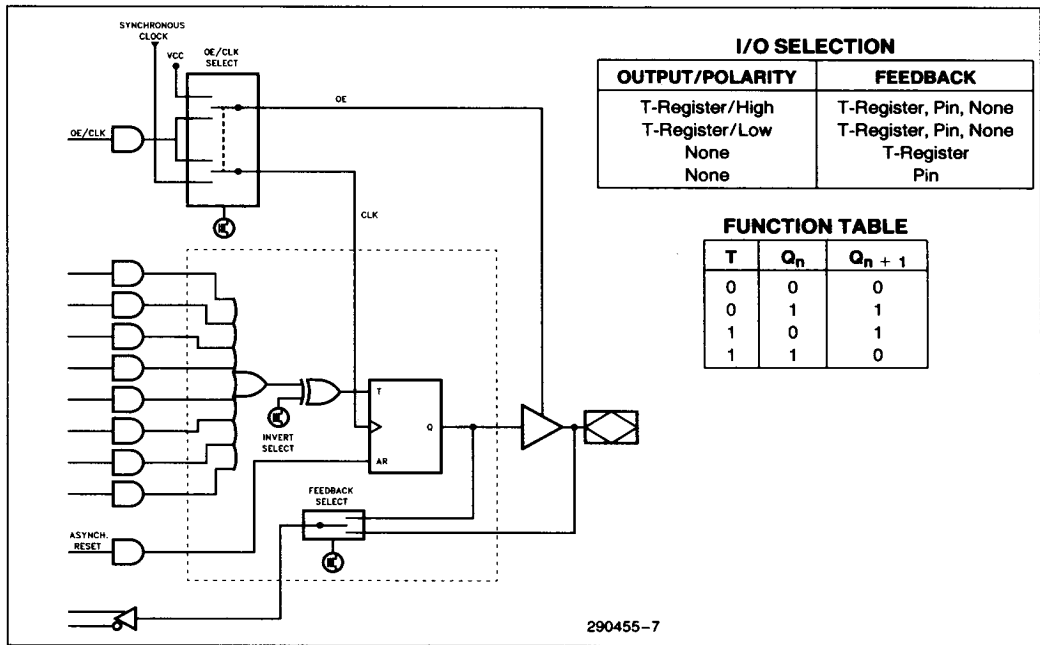 SYNCHRONOUS
CLOCK
VCC
OE/CLK
SELECT
OE
OE/CLK
CLK
T
Q
AR
INVERT
SELECT
FEEDBACK
SELECT
ASYNCH.
RESET
I/O SELECTION
OUTPUT/POLARITY FEEDBACK
T-Register/High T-Register, Pin, None
T-Register/Low T-Register, Pin, None
None T-Register
None Pin
FUNCTION TABLE
T Qn Qn + 1
0 0 0
0 1 1
1 0 1
1 1 0
290455-7